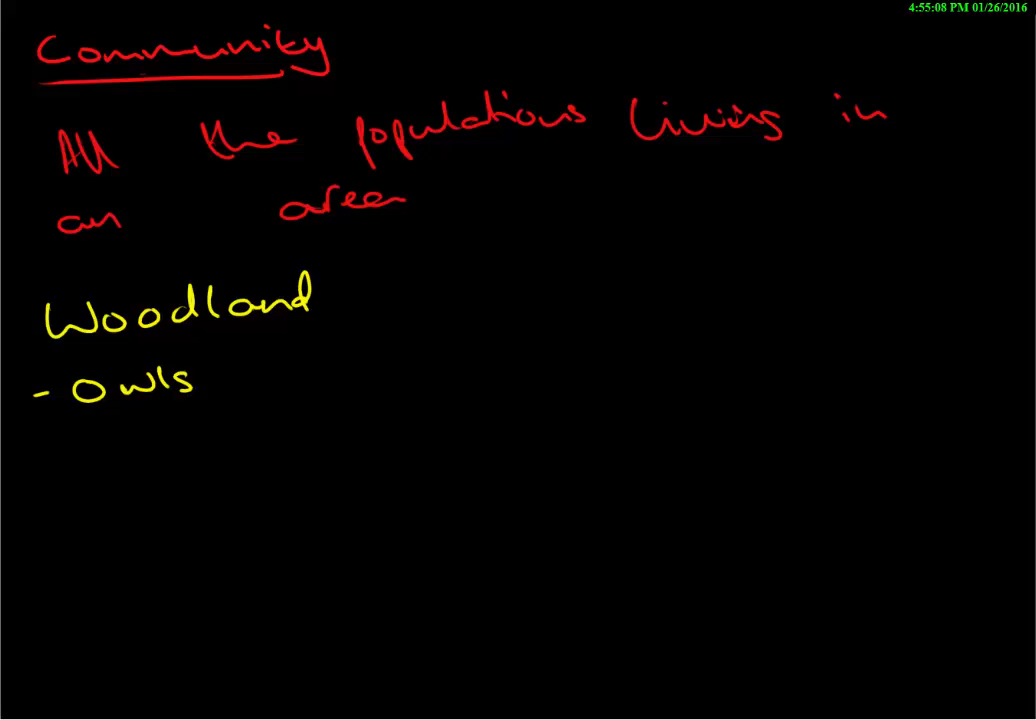 4:55:08 PM 01/26/2016
Community
All the populations living in
an area
Woodland
- Owls